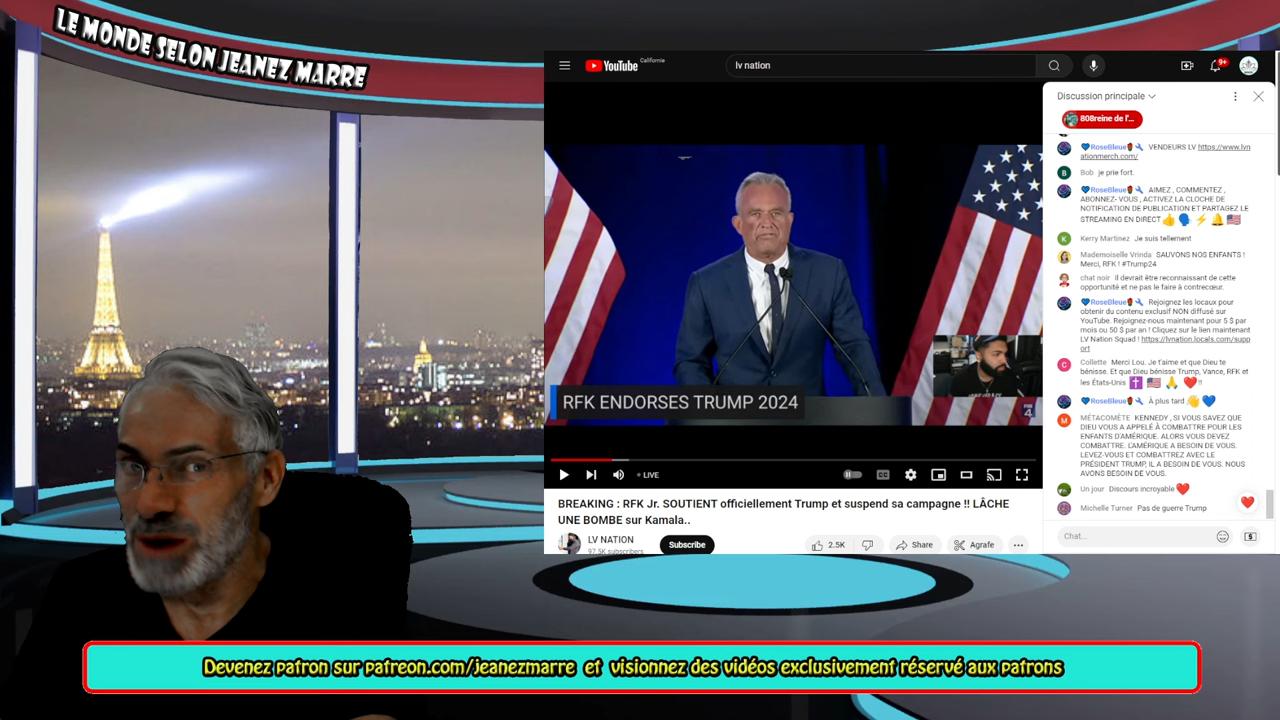 LE MONDE SELON JEANEZ MARRE
YouTube
Californie
lv nation
9+
Discussion principale
808reine de l'...
RoseBleue VENDEURS LV https://www.lvn
ationmerch.com/
B
Bob je prie fort.
RoseBleue AIMEZ , COMMENTEZ ,
ABONNEZ- VOUS , ACTIVEZ LA CLOCHE DE
NOTIFICATION DE PUBLICATION ET PARTAGEZ LE
STREAMING EN DIRECT
K
Kerry Martinez Je suis tellement
Mademoiselle Vrinda SAUVONS NOS ENFANTS !
Merci, RFK ! #Trump24
chat noir Il devrait être reconnaissant de cette
opportunité et ne pas le faire à contrecœur.
RoseBleue Rejoignez les locaux pour
obtenir du contenu exclusif NON diffusé sur
YouTube. Rejoignez-nous maintenant pour 5 $ par
mois ou 50 $ par an ! Cliquez sur le lien maintenant
LV Nation Squad ! https://lvnation.locals.com/supp
ort
C
Collette Merci Lou. Je t'aime et que Dieu te
bénisse. Et que Dieu bénisse Trump, Vance, RFK et
les États-Unis !!
RoseBleue À plus tard
M
MÉTACOMÈTE KENNEDY , SI VOUS SAVEZ QUE
DIEU VOUS A APPELÉ À COMBATTRE POUR LES
ENFANTS D'AMÉRIQUE. ALORS VOUS DEVEZ
COMBATTRE. L'AMÉRIQUE A BESOIN DE VOUS.
LEVEZ-VOUS ET COMBATTREZ AVEC LE
PRÉSIDENT TRUMP, IL A BESOIN DE VOUS. NOUS
AVONS BESOIN DE VOUS.
Un jour Discours incroyable
Michelle Turner Pas de guerre Trump
Chat...
RFK ENDORSES TRUMP 2024
FOX
4
LIVE
CC
BREAKING : RFK Jr. SOUTIENT officiellement Trump et suspend sa campagne !! LÂCHE
UNE BOMBE sur Kamala..
LV NATION
97.5K subscribers
Subscribe
2.5K
Share
Agrafe
Devenez patron sur patreon.com/jeanezmarre et visionnez des vidéos exclusivement réservé aux patrons